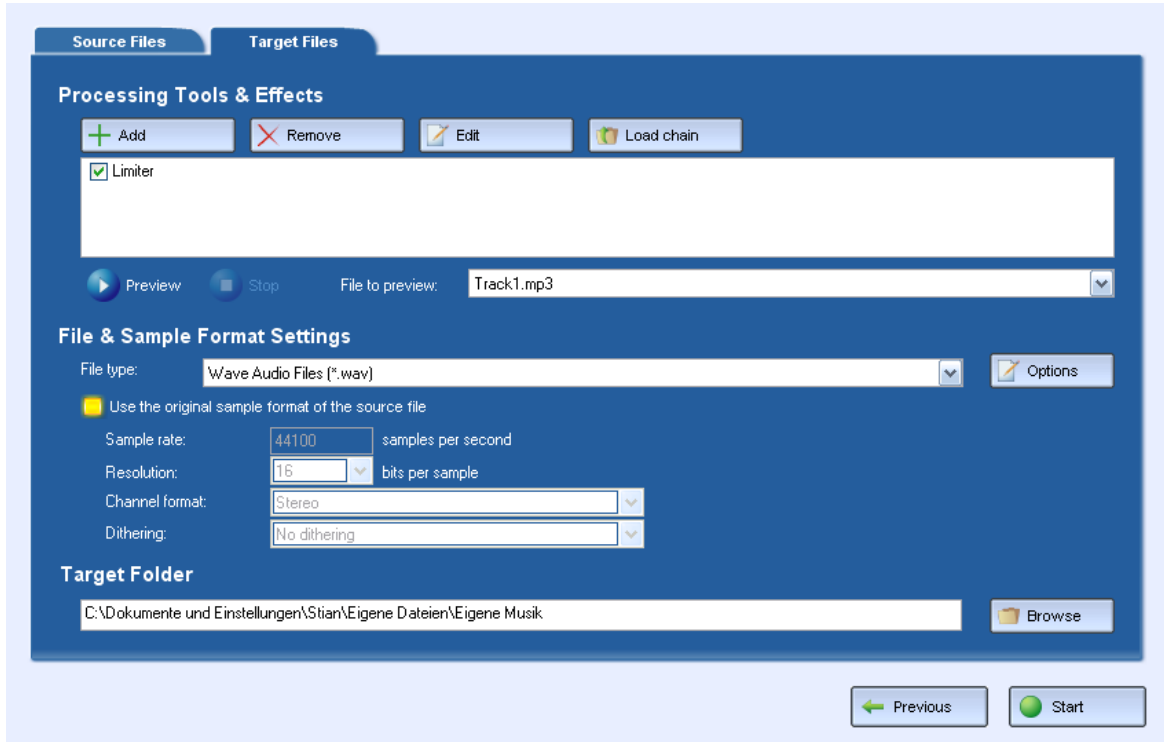 Source Files Target Files
Processing Tools & Effects
Add Remove Edit Load chain
Limiter
Preview Stop File to preview: Track1.mp3
File & Sample Format Settings
File type: Wave Audio Files (*.wav) Options
Use the original sample format of the source file
Sample rate: 44100 samples per second
Resolution: 16 bits per sample
Channel format: Stereo
Dithering: No dithering
Target Folder
C:\Dokumente und Einstellungen\Stian\Eigene Dateien\Eigene Musik Browse
Previous Start